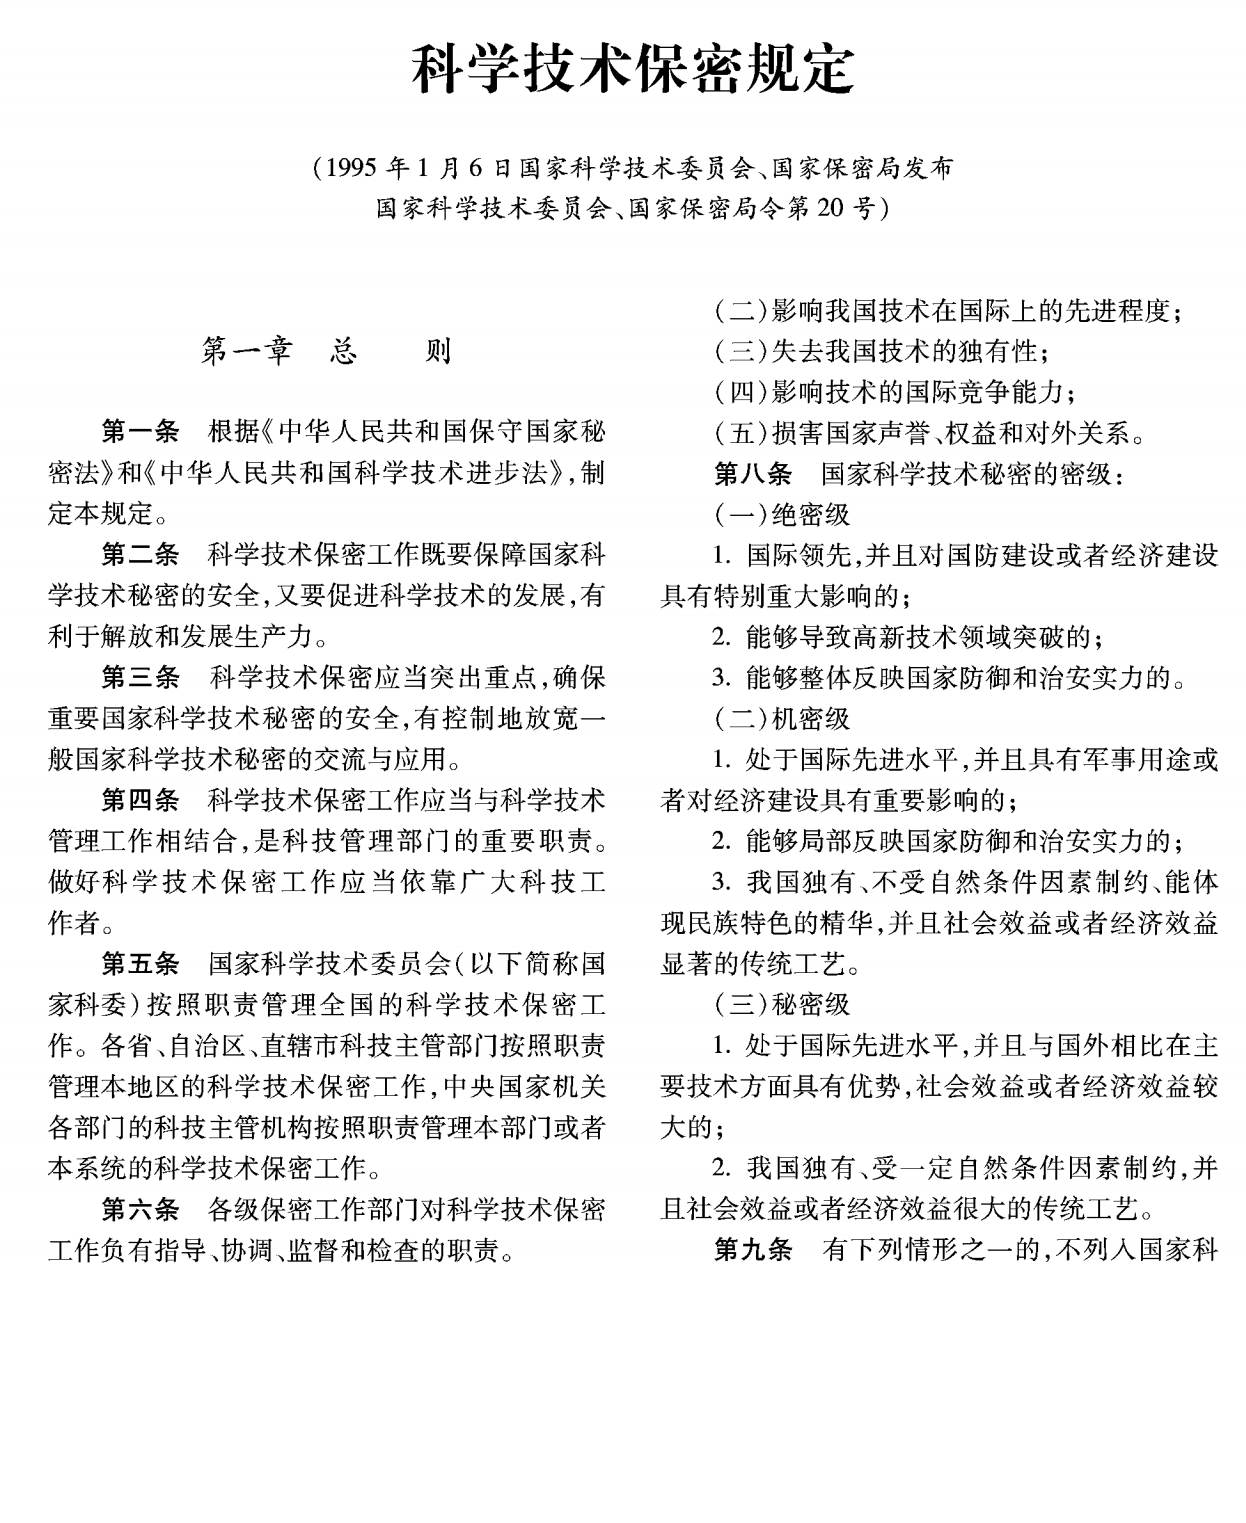 科学技术保密规定
(1995 年 1 月 6 日国家科学技术委员会、国家保密局发布
国家科学技术委员会、国家保密局令第 20 号)
第一章 总 则
第一条 根据《中华人民共和国保守国家秘
密法》和《中华人民共和国科学技术进步法》,制
定本规定。
第二条 科学技术保密工作既要保障国家科
学技术秘密的安全,又要促进科学技术的发展,有
利于解放和发展生产力。
第三条 科学技术保密应当突出重点,确保
重要国家科学技术秘密的安全,有控制地放宽一
般国家科学技术秘密的交流与应用。
第四条 科学技术保密工作应当与科学技术
管理工作相结合,是科技管理部门的重要职责。
做好科学技术保密工作应当依靠广大科技工
作者。
第五条 国家科学技术委员会(以下简称国
家科委)按照职责管理全国的科学技术保密工
作。各省、自治区、直辖市科技主管部门按照职责
管理本地区的科学技术保密工作,中央国家机关
各部门的科技主管机构按照职责管理本部门或者
本系统的科学技术保密工作。
第六条 各级保密工作部门对科学技术保密
工作负有指导、协调、监督和检查的职责。
(二)影响我国技术在国际上的先进程度;
(三)失去我国技术的独有性;
(四)影响技术的国际竞争能力;
(五)损害国家声誉、权益和对外关系。
第八条 国家科学技术秘密的密级:
(一)绝密级
1. 国际领先,并且对国防建设或者经济建设
具有特别重大影响的;
2. 能够导致高新技术领域突破的;
3. 能够整体反映国家防御和治安实力的。
(二)机密级
1. 处于国际先进水平,并且具有军事用途或
者对经济建设具有重要影响的;
2. 能够局部反映国家防御和治安实力的;
3. 我国独有、不受自然条件因素制约、能体
现民族特色的精华,并且社会效益或者经济效益
显著的传统工艺。
(三)秘密级
1. 处于国际先进水平,并且与国外相比在主
要技术方面具有优势,社会效益或者经济效益较
大的;
2. 我国独有、受一定自然条件因素制约,并
且社会效益或者经济效益很大的传统工艺。
第九条 有下列情形之一的,不列入国家科